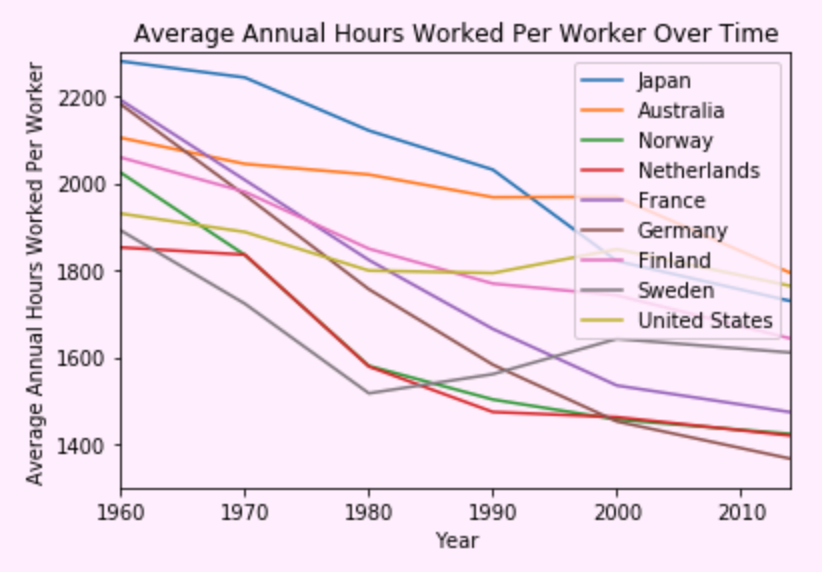 Average Annual Hours Worked Per Worker Over Time
Average Annual Hours Worked Per Worker
2200
2000
1800
1600
1400
Japan
Australia
Norway
Netherlands
France
Germany
Finland
Sweden
United States
1960 1970 1980 1990 2000 2010
Year